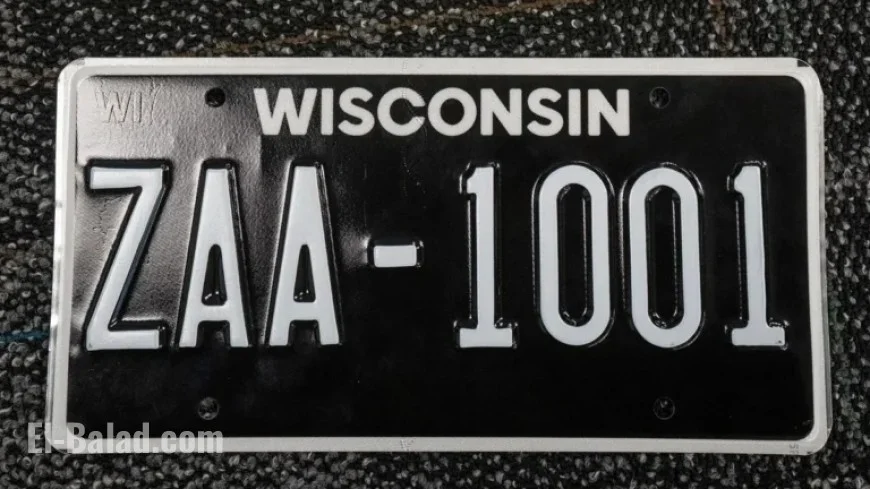 WI
WISCONSIN
ZAA-1001
El-Balad.com